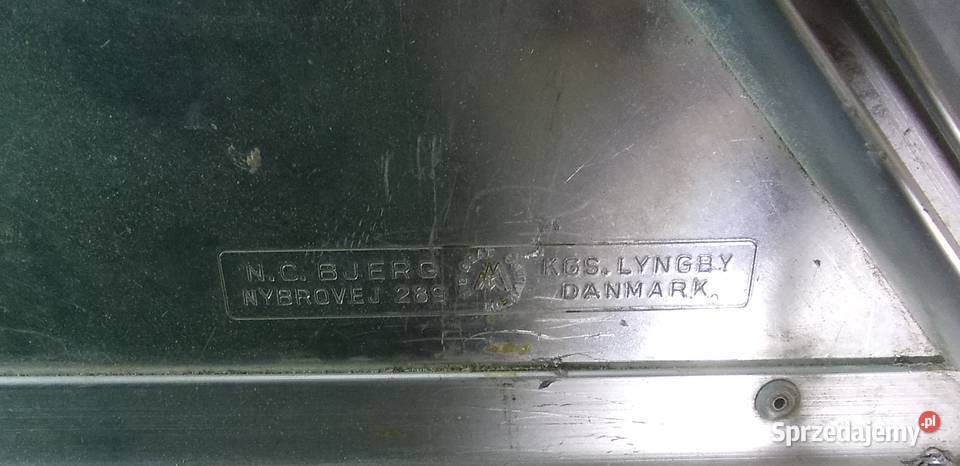 N.C. BJERG
NYBROVEJ 289
KGS. LYNGBY
DANMARK.
Sprzedajemy.pl